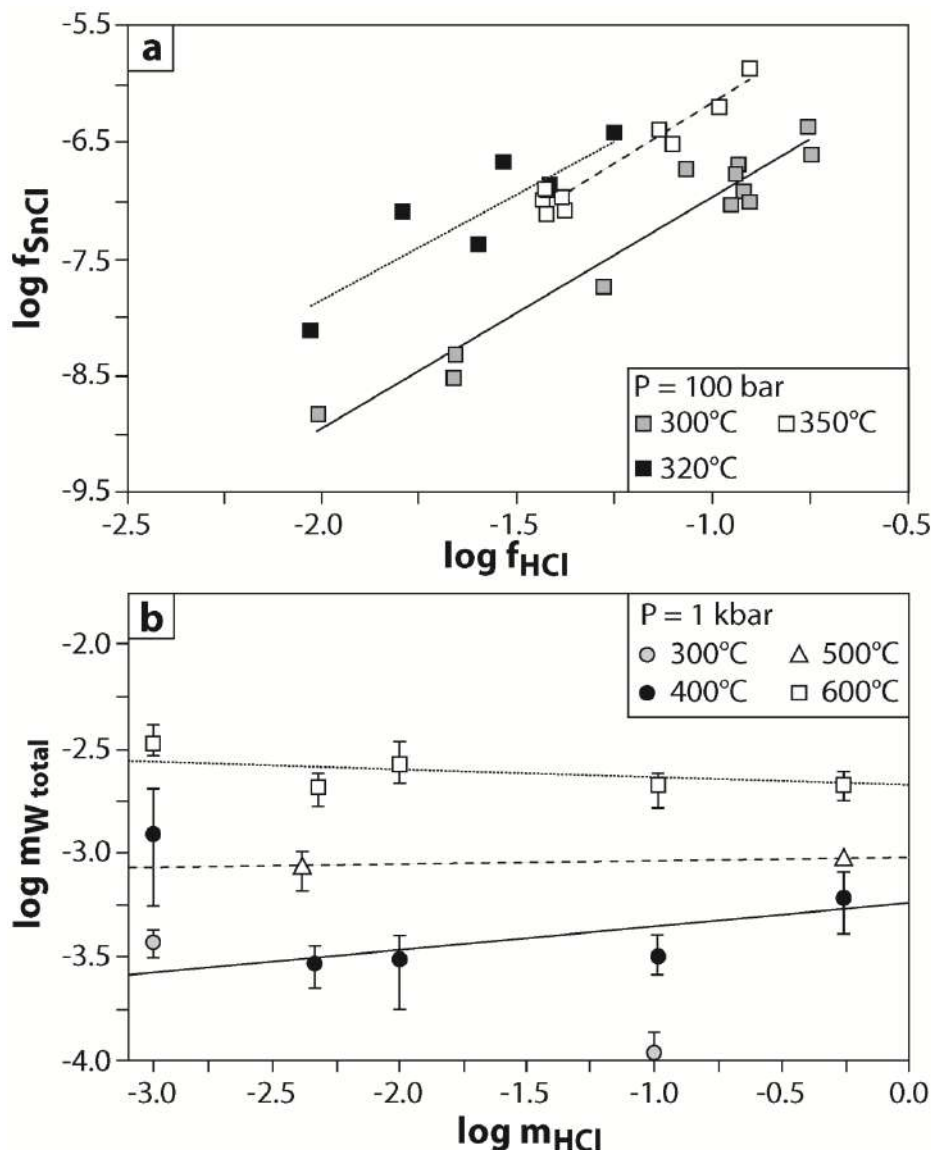 a
-5.5
-6.5
-7.5
-8.5
-9.5
log fSnCl
P = 100 bar
300°C 350°C
320°C
-2.5 -2.0 -1.5 -1.0 -0.5
log fHCl
b
-2.0
-2.5
-3.0
-3.5
-4.0
log mW total
P = 1 kbar
300°C 500°C
400°C 600°C
-3.0 -2.5 -2.0 -1.5 -1.0 -0.5 0.0
log mHCl